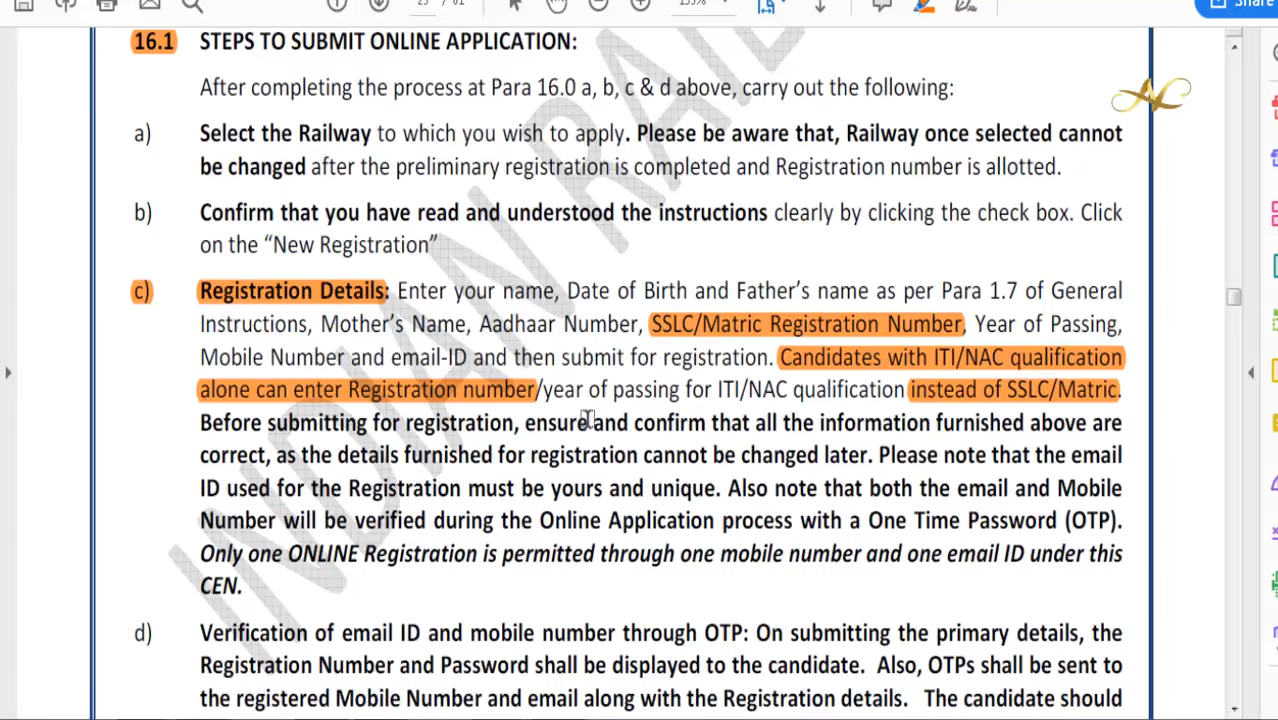 Share
16.1 STEPS TO SUBMIT ONLINE APPLICATION:
After completing the process at Para 16.0 a, b, c & d above, carry out the following:
a) Select the Railway to which you wish to apply. Please be aware that, Railway once selected cannot
be changed after the preliminary registration is completed and Registration number is allotted.
b) Confirm that you have read and understood the instructions clearly by clicking the check box. Click
on the “New Registration”
c) Registration Details: Enter your name, Date of Birth and Father’s name as per Para 1.7 of General
Instructions, Mother’s Name, Aadhaar Number, SSLC/Matric Registration Number, Year of Passing,
Mobile Number and email-ID and then submit for registration. Candidates with ITI/NAC qualification
alone can enter Registration number/year of passing for ITI/NAC qualification instead of SSLC/Matric.
Before submitting for registration, ensure and confirm that all the information furnished above are
correct, as the details furnished for registration cannot be changed later. Please note that the email
ID used for the Registration must be yours and unique. Also note that both the email and Mobile
Number will be verified during the Online Application process with a One Time Password (OTP).
Only one ONLINE Registration is permitted through one mobile number and one email ID under this
CEN.
d) Verification of email ID and mobile number through OTP: On submitting the primary details, the
Registration Number and Password shall be displayed to the candidate. Also, OTPs shall be sent to
the registered Mobile Number and email along with the Registration details. The candidate should
INDIAN RAIL